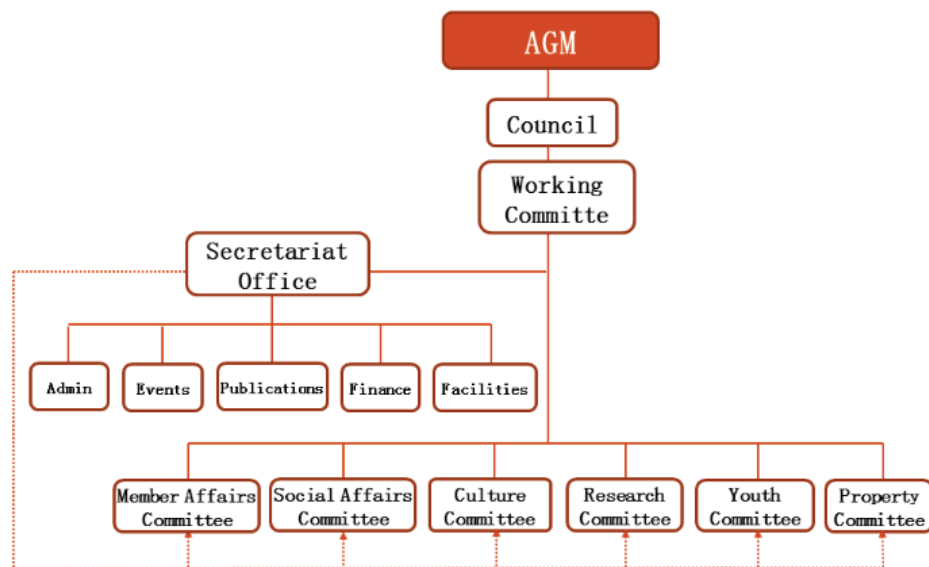 AGM
Council
Working
Committe
Secretariat
Office
Admin
Events
Publications
Finance
Facilities
Member Affairs
Committee
Social Affairs
Committee
Culture
Committee
Research
Committee
Youth
Committee
Property
Committee